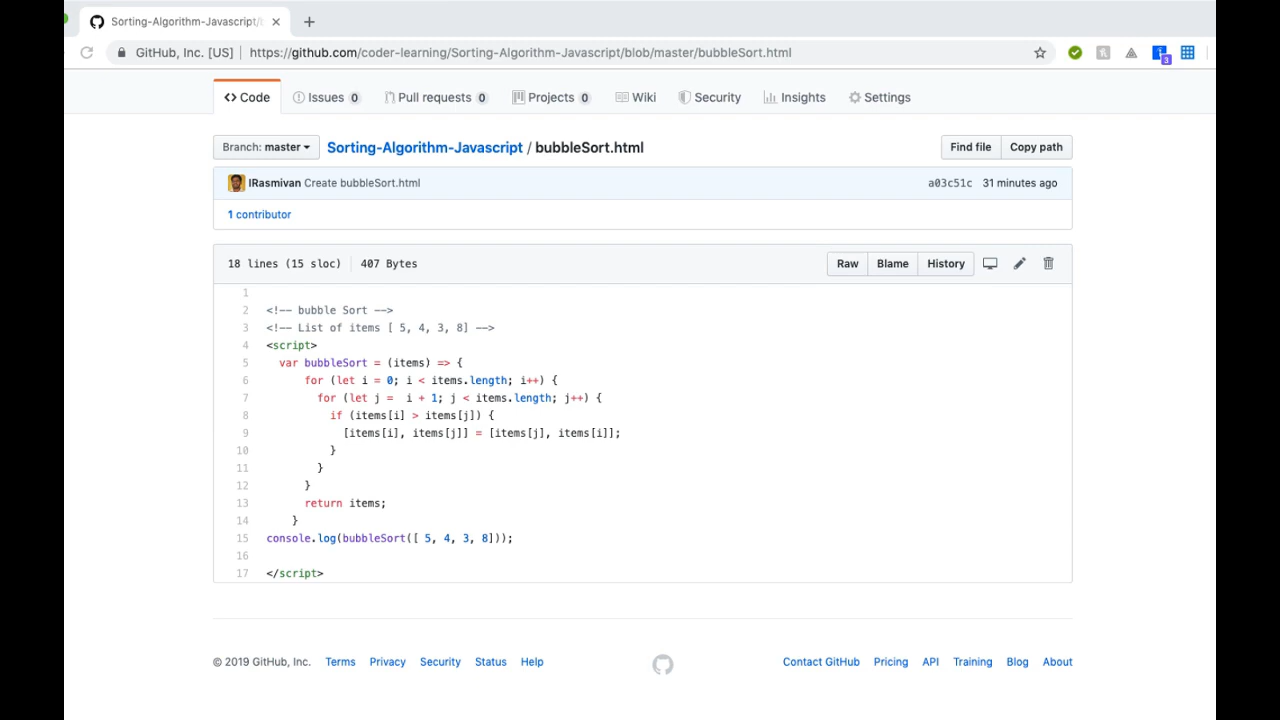 Sorting-Algorithm-Javascript/b
GitHub, Inc. [US] | https://github.com/coder-learning/Sorting-Algorithm-Javascript/blob/master/bubbleSort.html
3
<> Code Issues 0 Pull requests 0 Projects 0 Wiki Security Insights Settings
Branch: master Sorting-Algorithm-Javascript / bubbleSort.html Find file Copy path
IRasmivan Create bubbleSort.html a03c51c 31 minutes ago
1 contributor
18 lines (15 sloc) 407 Bytes Raw Blame History
1
2 <!-- bubble Sort -->
3 <!-- List of items [ 5, 4, 3, 8] -->
4 <script>
5 var bubbleSort = (items) => {
6 for (let i = 0; i < items.length; i++) {
7 for (let j =  i + 1; j < items.length; j++) {
8 if (items[i] > items[j]) {
9 [items[i], items[j]] = [items[j], items[i]];
10 }
11 }
12 }
13 return items;
14 }
15 console.log(bubbleSort([ 5, 4, 3, 8]));
16
17 </script>
© 2019 GitHub, Inc. Terms Privacy Security Status Help Contact GitHub Pricing API Training Blog About